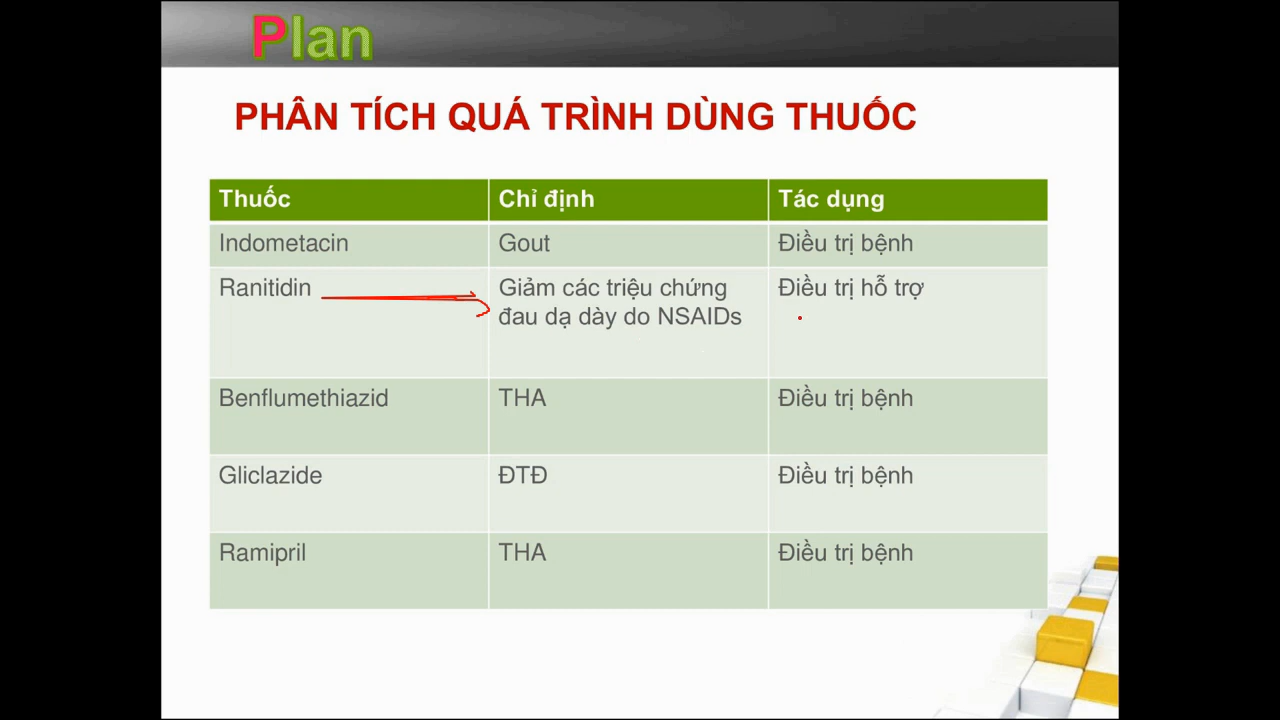 Plan
PHÂN TÍCH QUÁ TRÌNH DÙNG THUỐC
Thuốc Chỉ định Tác dụng
Indometacin Gout Điều trị bệnh
Ranitidin Giảm các triệu chứng Điều trị hỗ trợ
đau dạ dày do NSAIDs
Benflumethiazid THA Điều trị bệnh
Gliclazide ĐTĐ Điều trị bệnh
Ramipril THA Điều trị bệnh